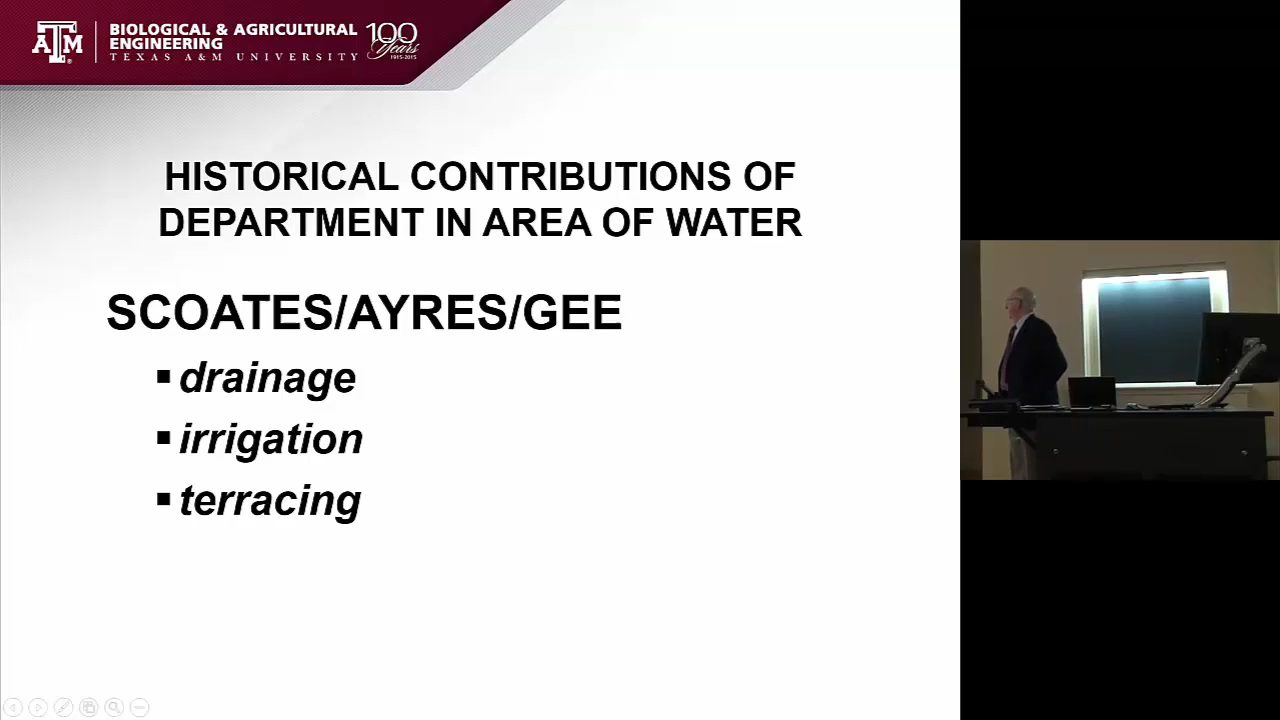 BIOLOGICAL & AGRICULTURAL
ENGINEERING
TEXAS A&M UNIVERSITY
ATM
100
Years
1915-2015
HISTORICAL CONTRIBUTIONS OF
DEPARTMENT IN AREA OF WATER
SCOATES/AYRES/GEE
▪ drainage
▪ irrigation
▪ terracing